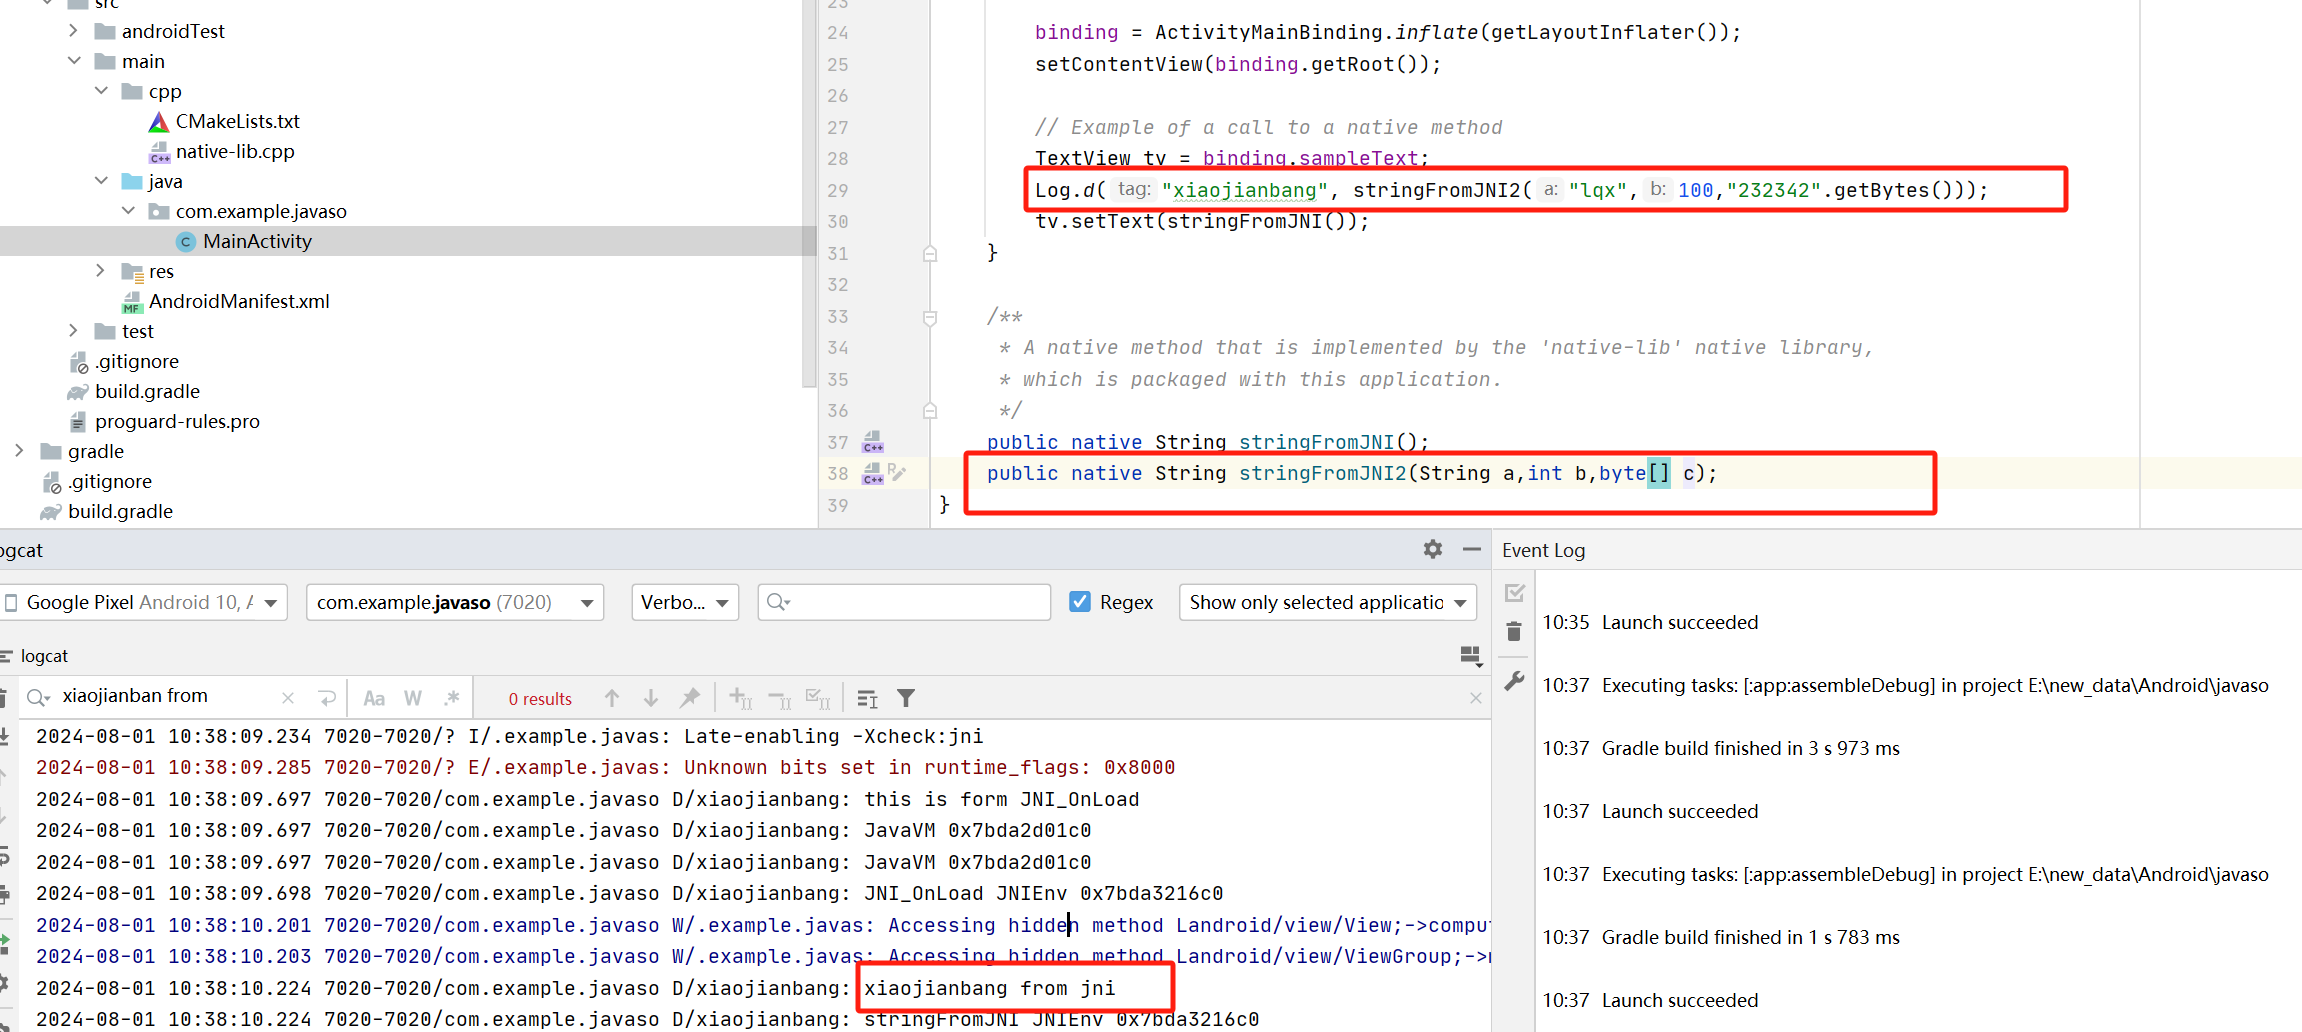 src
androidTest
main
cpp
CMakeLists.txt
native-lib.cpp
java
com.example.javaso
MainActivity
res
AndroidManifest.xml
test
.gitignore
build.gradle
proguard-rules.pro
gradle
.gitignore
build.gradle
23
24 binding = ActivityMainBinding.inflate(getLayoutInflater());
25 setContentView(binding.getRoot());
26
27 // Example of a call to a native method
28 TextView tv = binding.sampleText;
29 Log.d( tag: "xiaojianbang", stringFromJNI2( a: "lqx", b: 100,"232342".getBytes()));
30 tv.setText(stringFromJNI());
31 }
32
33 /**
34 * A native method that is implemented by the 'native-lib' native library,
35 * which is packaged with this application.
36 */
37 public native String stringFromJNI();
38 public native String stringFromJNI2(String a,int b,byte[] c);
39 }
ogcat
Google Pixel Android 10, A com.example.javaso (7020) Verbo... Regex Show only selected applicatio
logcat
xiaojianban from Aa W .* 0 results
2024-08-01 10:38:09.234 7020-7020/? I/.example.javas: Late-enabling -Xcheck:jni
2024-08-01 10:38:09.285 7020-7020/? E/.example.javas: Unknown bits set in runtime_flags: 0x8000
2024-08-01 10:38:09.697 7020-7020/com.example.javaso D/xiaojianbang: this is form JNI_OnLoad
2024-08-01 10:38:09.697 7020-7020/com.example.javaso D/xiaojianbang: JavaVM 0x7bda2d01c0
2024-08-01 10:38:09.697 7020-7020/com.example.javaso D/xiaojianbang: JavaVM 0x7bda2d01c0
2024-08-01 10:38:09.698 7020-7020/com.example.javaso D/xiaojianbang: JNI_OnLoad JNIEnv 0x7bda3216c0
2024-08-01 10:38:10.201 7020-7020/com.example.javaso W/.example.javas: Accessing hidden method Landroid/view/View;->compu
2024-08-01 10:38:10.203 7020-7020/com.example.javaso W/.example.javas: Accessing hidden method Landroid/view/ViewGroup;->
2024-08-01 10:38:10.224 7020-7020/com.example.javaso D/xiaojianbang: xiaojianbang from jni
2024-08-01 10:38:10.224 7020-7020/com.example.javaso D/xiaojianbang: stringFromJNI JNIEnv 0x7bda3216c0
Event Log
10:35 Launch succeeded
10:37 Executing tasks: [:app:assembleDebug] in project E:\new_data\Android\javaso
10:37 Gradle build finished in 3 s 973 ms
10:37 Launch succeeded
10:37 Executing tasks: [:app:assembleDebug] in project E:\new_data\Android\javaso
10:37 Gradle build finished in 1 s 783 ms
10:37 Launch succeeded